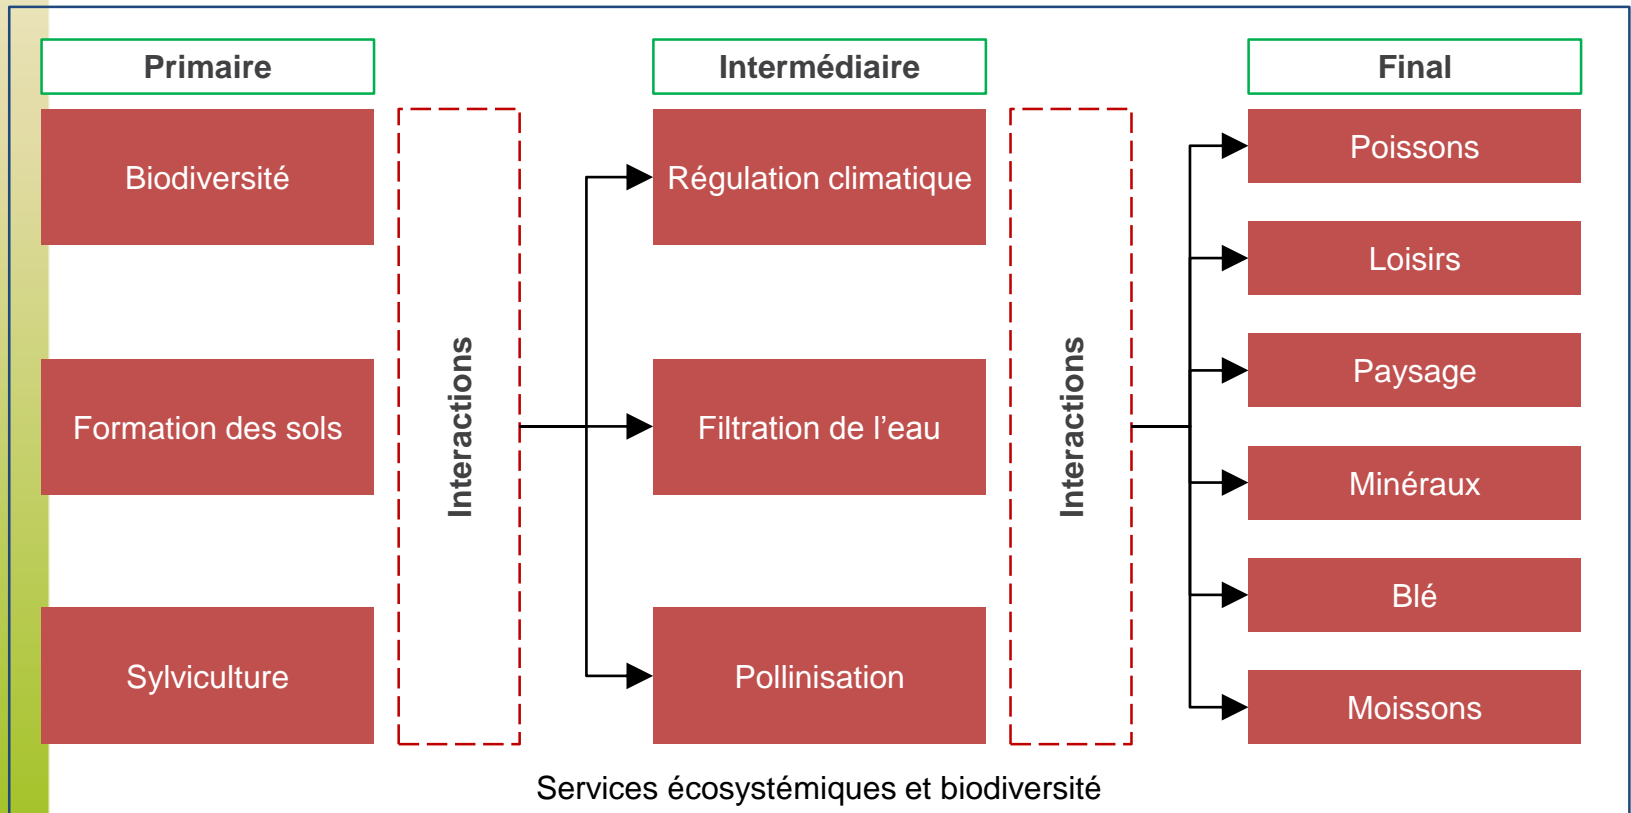 Primaire
Intermédiaire
Final
Biodiversité
Formation des sols
Sylviculture
Interactions
Régulation climatique
Filtration de l’eau
Pollinisation
Interactions
Poissons
Loisirs
Paysage
Minéraux
Blé
Moissons
Services écosystémiques et biodiversité